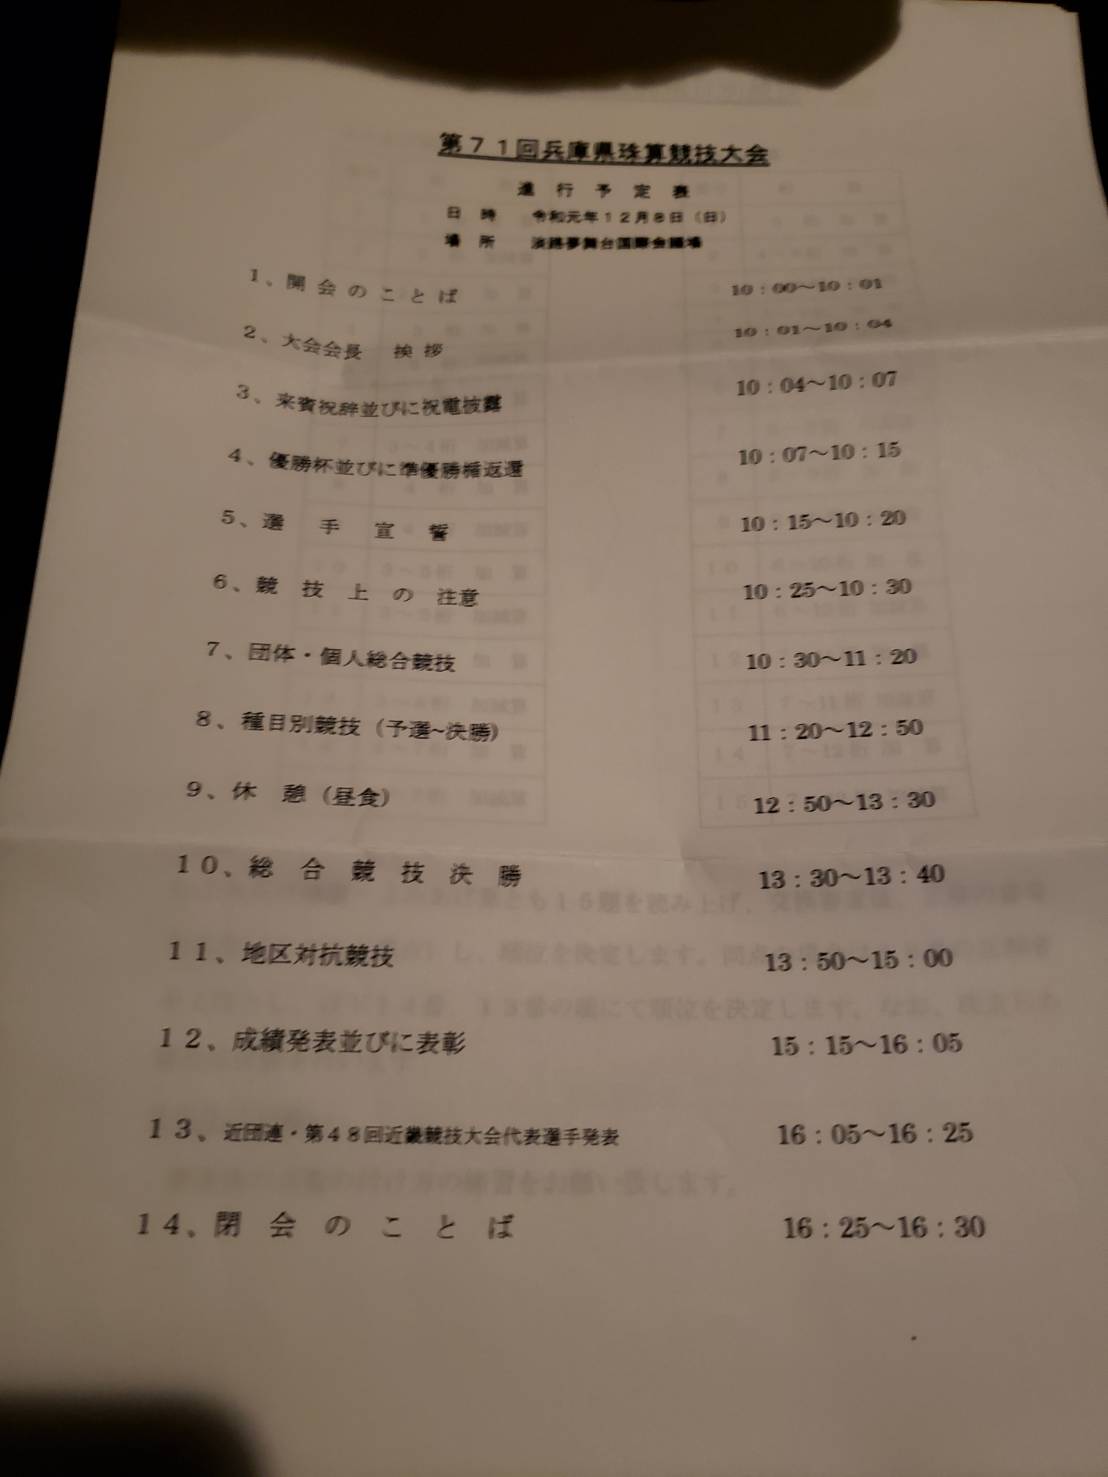 第71回兵庫県珠算競技大会
進 行 予 定 表
日 時 令和元年12月8日(日)
場 所 淡路夢舞台国際会議場
1、開 会 の こ と ば 10:00～10:01
2、大会会長 挨 拶 10:01～10:04
3、来賓祝辞並びに祝電披露 10:04～10:07
4、優勝杯並びに準優勝楯返還 10:07～10:15
5、選 手 宣 誓 10:15～10:20
6、競 技 上 の 注意 10:25～10:30
7、団体・個人総合競技 10:30～11:20
8、種目別競技(予選~決勝) 11:20～12:50
9、休 憩(昼食) 12:50～13:30
10、総 合 競 技 決 勝 13:30～13:40
11、地区対抗競技 13:50～15:00
12、成績発表並びに表彰 15:15～16:05
13、近団連・第48回近畿競技大会代表選手発表 16:05～16:25
14、閉 会 の こ と ば 16:25～16:30